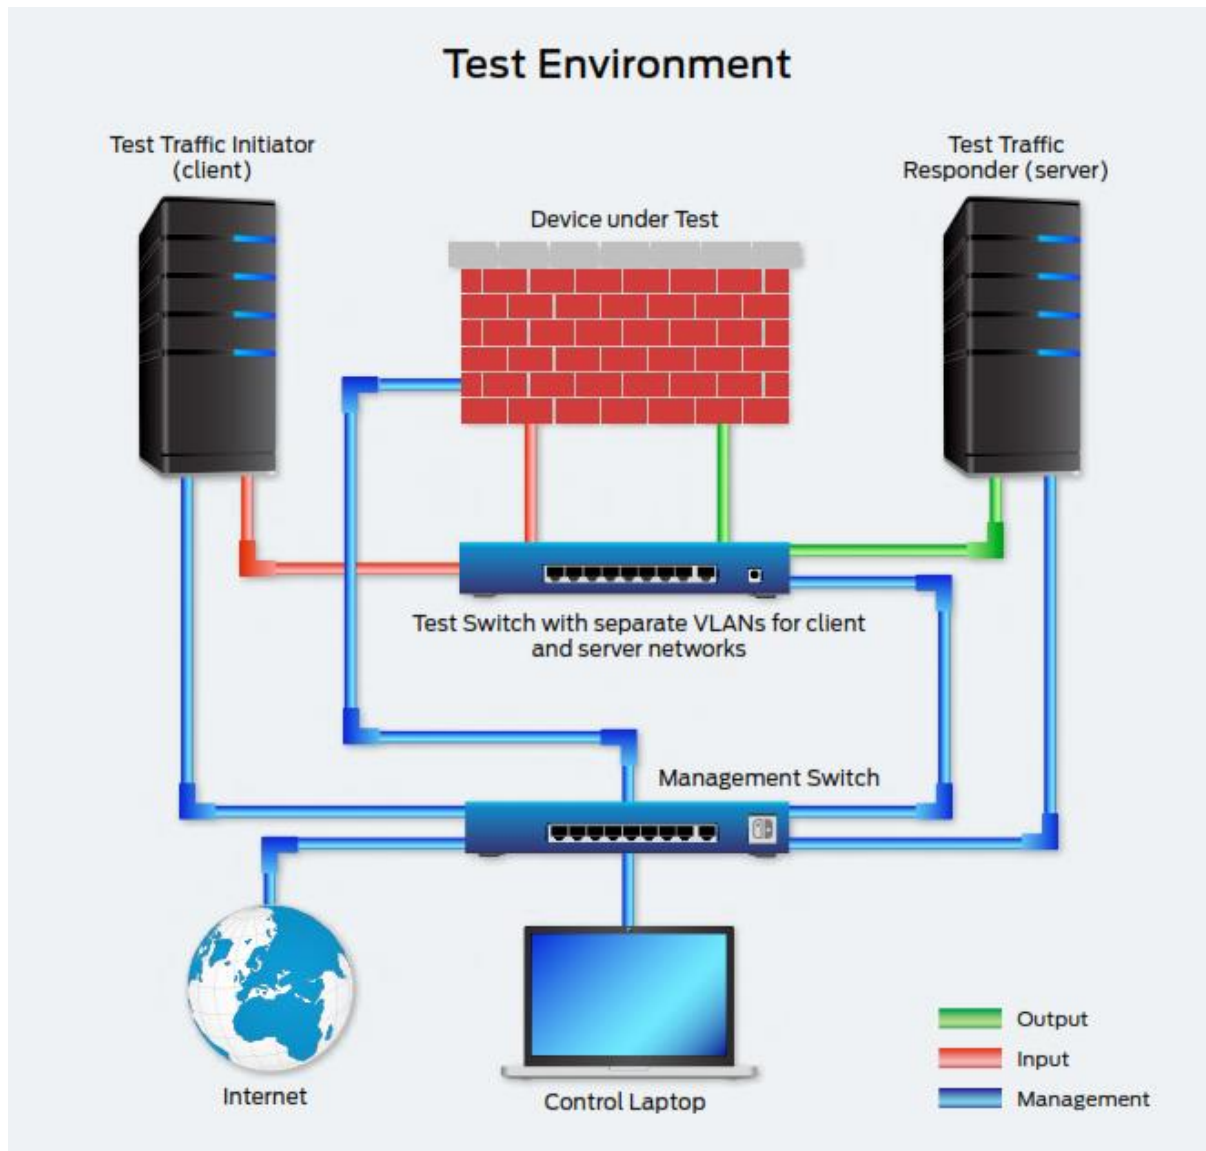 Test Environment
Test Traffic Initiator
(client)
Test Traffic
Responder (server)
Device under Test
Test Switch with separate VLANs for client
and server networks
Management Switch
Internet
Control Laptop
Output
Input
Management